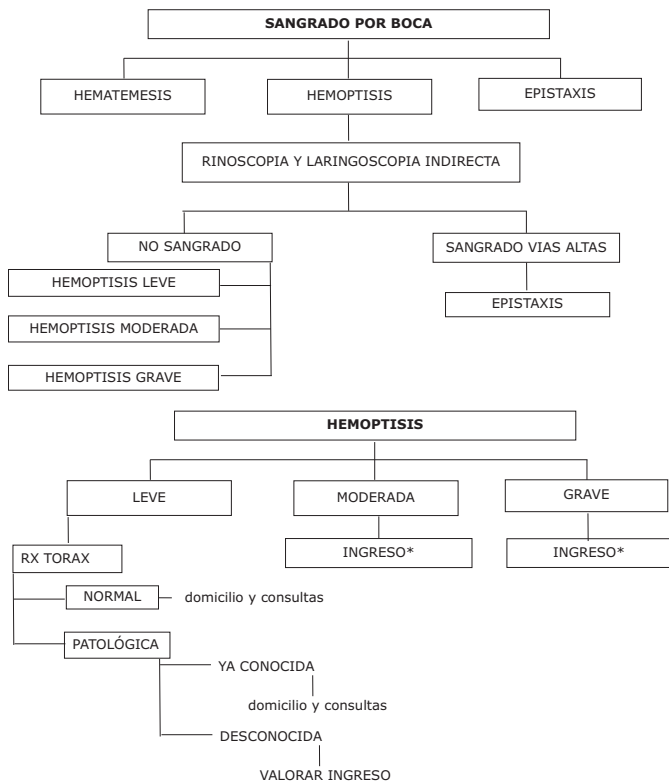 SANGRADO POR BOCA
HEMATEMESIS
HEMOPTISIS
EPISTAXIS
RINOSCOPIA Y LARINGOSCOPIA INDIRECTA
NO SANGRADO
SANGRADO VIAS ALTAS
HEMOPTISIS LEVE
EPISTAXIS
HEMOPTISIS MODERADA
HEMOPTISIS GRAVE
HEMOPTISIS
LEVE
MODERADA
GRAVE
RX TORAX
INGRESO*
INGRESO*
NORMAL
domicilio y consultas
PATOLÓGICA
YA CONOCIDA
domicilio y consultas
DESCONOCIDA
VALORAR INGRESO